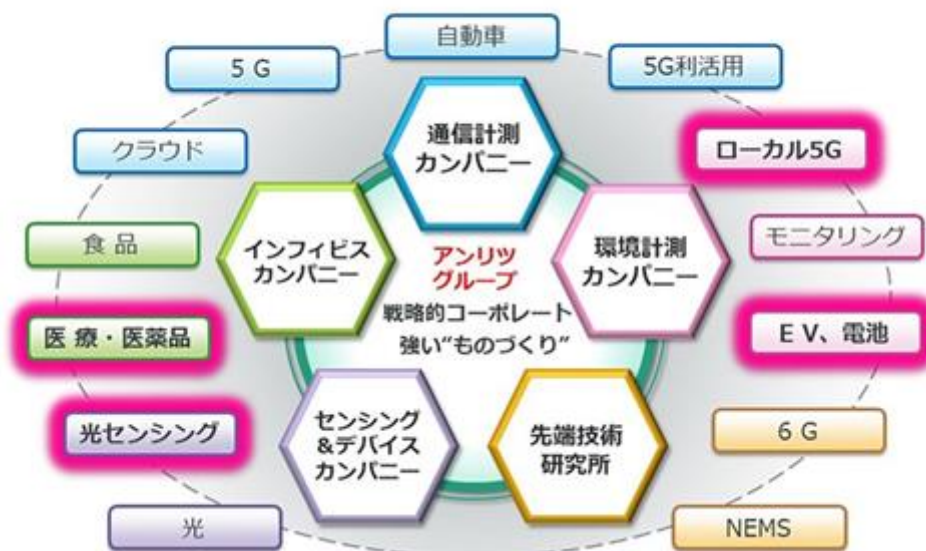 自動車
5 G
5G利活用
クラウド
通信計測
カンパニー
ローカル5G
食 品
インフィビス
カンパニー
アンリツ
グループ
戦略的コーポレート
強い“ものづくり”
環境計測
カンパニー
モニタリング
医 療・医薬品
E V、電池
光センシング
センシング
&デバイス
カンパニー
先端技術
研究所
6 G
光
NEMS